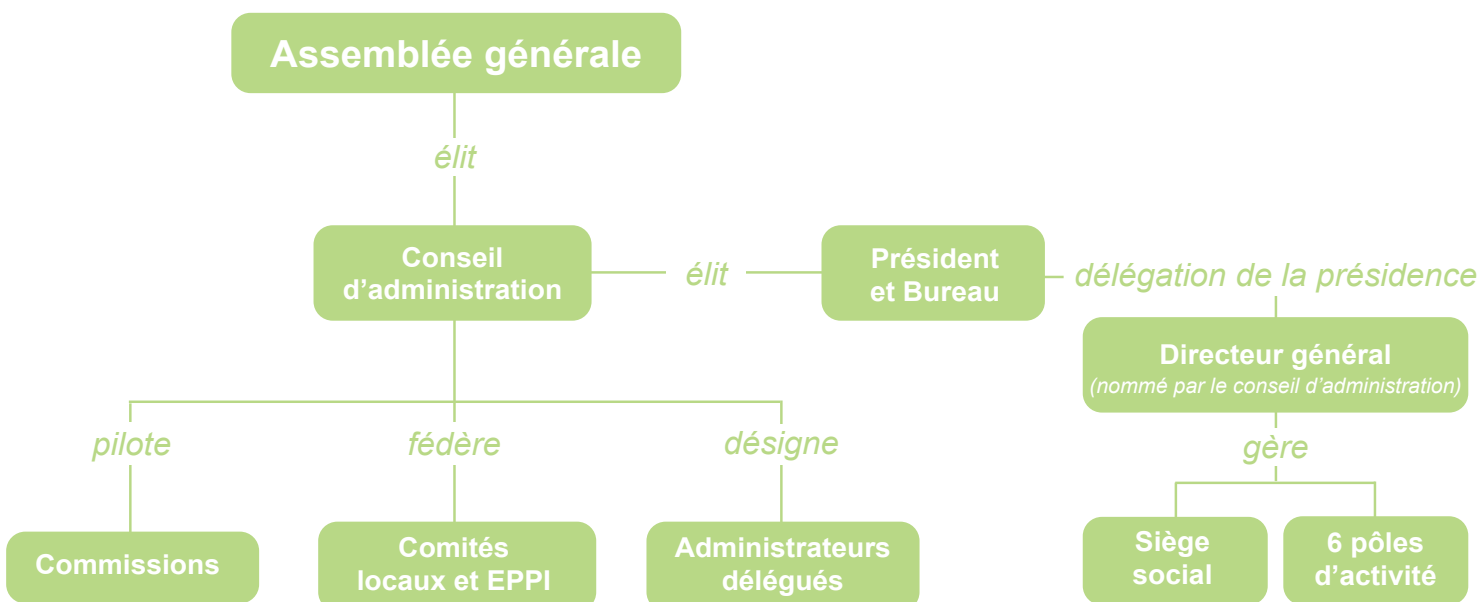 Assemblée générale
élit
Conseil
d'administration
élit
Président
et Bureau
délégation de la présidence
Directeur général
(nommé par le conseil d'administration)
pilote
fédère
désigne
gère
Commissions
Comités
locaux et EPPI
Administrateurs
délégués
Siège
social
6 pôles
d'activité